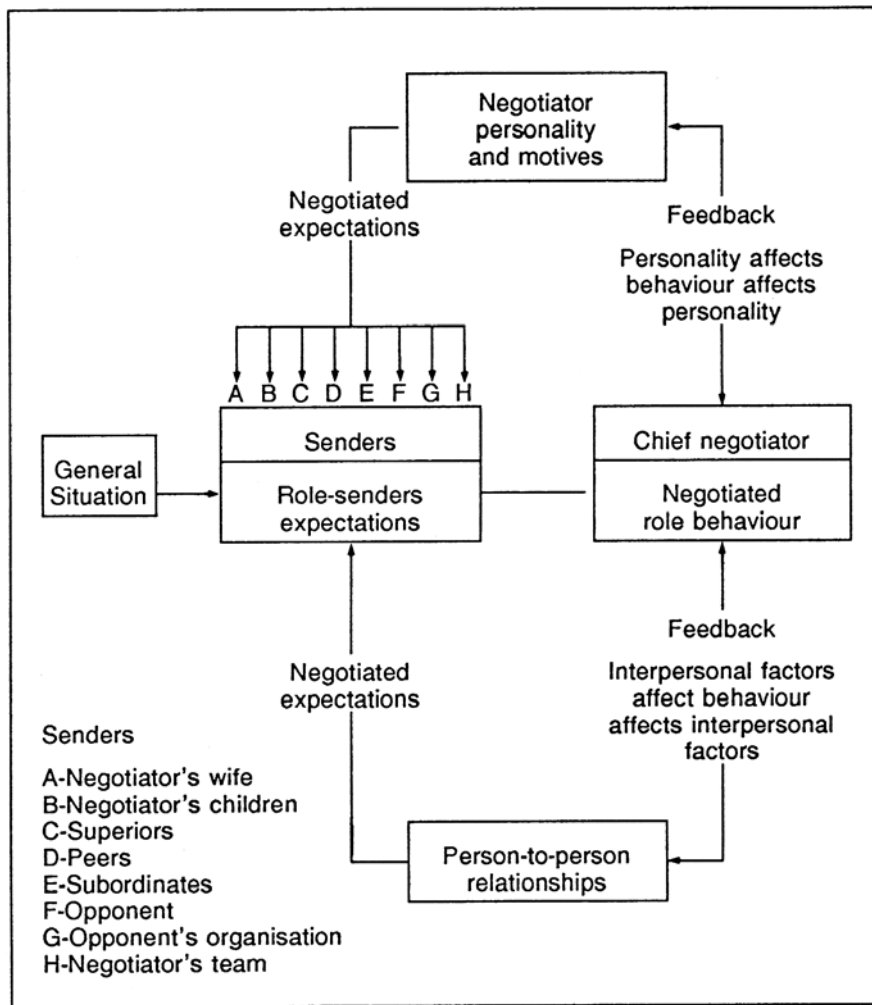 Negotiator
personality
and motives
Negotiated
expectations
Feedback
Personality affects
behaviour affects
personality
A B C D E F G H
Senders
Role-senders
expectations
General
Situation
Chief negotiator
Negotiated
role behaviour
Feedback
Interpersonal factors
affect behaviour
affects interpersonal
factors
Negotiated
expectations
Person-to-person
relationships
Senders
A-Negotiator's wife
B-Negotiator's children
C-Superiors
D-Peers
E-Subordinates
F-Opponent
G-Opponent's organisation
H-Negotiator's team